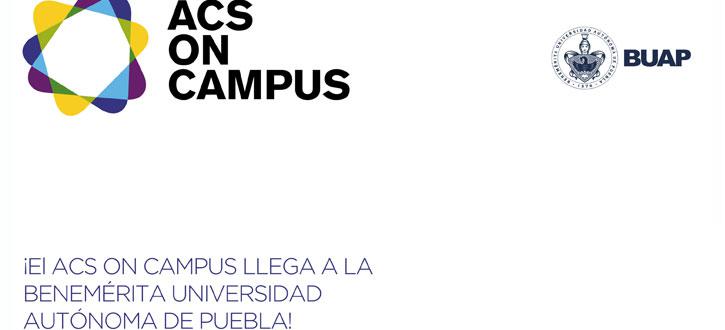 ACS
ON
CAMPUS
BUAP
¡El ACS ON CAMPUS LLEGA A LA
BENEMÉRITA UNIVERSIDAD
AUTÓNOMA DE PUEBLA!